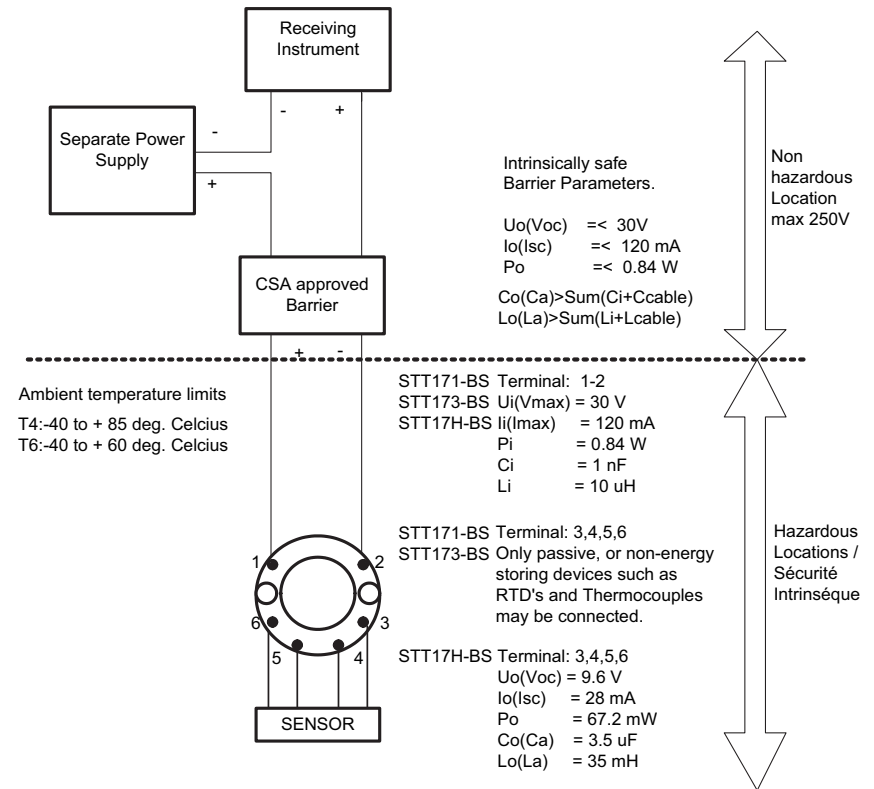 Receiving
Instrument
-
+
Separate Power
Supply
-
+
CSA approved
Barrier
+
-
Intrinsically safe
Barrier Parameters.
Uo(Voc) =< 30V
Io(Isc) =< 120 mA
Po =< 0.84 W
Co(Ca)>Sum(Ci+Ccable)
Lo(La)>Sum(Li+Lcable)
Non
hazardous
Location
max 250V
Ambient temperature limits
T4:-40 to + 85 deg. Celcius
T6:-40 to + 60 deg. Celcius
STT171-BS Terminal: 1-2
STT173-BS Ui(Vmax) = 30 V
STT17H-BS Ii(Imax) = 120 mA
Pi = 0.84 W
Ci = 1 nF
Li = 10 uH
STT171-BS Terminal: 3,4,5,6
STT173-BS Only passive, or non-energy
storing devices such as
RTD's and Thermocouples
may be connected.
STT17H-BS Terminal: 3,4,5,6
Uo(Voc) = 9.6 V
Io(Isc) = 28 mA
Po = 67.2 mW
Co(Ca) = 3.5 uF
Lo(La) = 35 mH
Hazardous
Locations /
Sécurité
Intrinséque
1
2
6
3
5
4
SENSOR